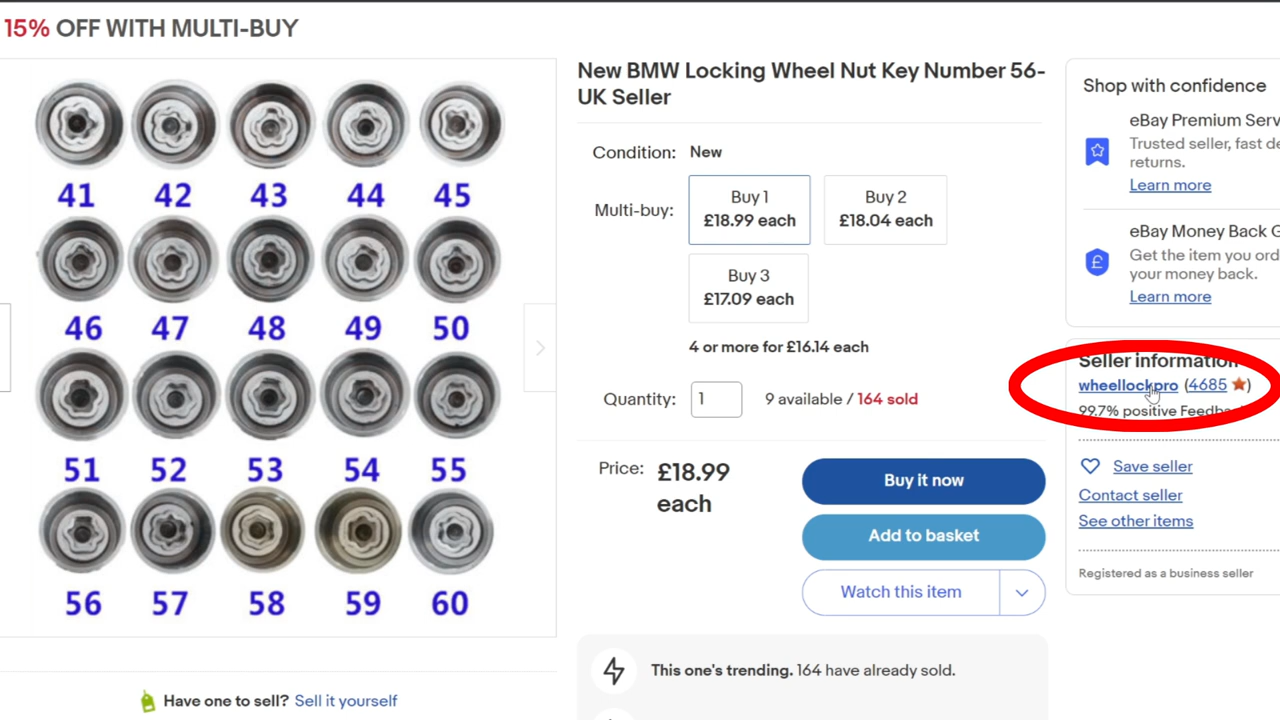 15% OFF WITH MULTI-BUY
41 42 43 44 45
46 47 48 49 50
51 52 53 54 55
56 57 58 59 60
Have one to sell? Sell it yourself
New BMW Locking Wheel Nut Key Number 56-
UK Seller
Condition: New
Multi-buy:
Buy 1
£18.99 each
Buy 2
£18.04 each
Buy 3
£17.09 each
4 or more for £16.14 each
Quantity: 1 9 available / 164 sold
Price: £18.99
each
Buy it now
Add to basket
Watch this item
This one's trending. 164 have already sold.
Shop with confidence
eBay Premium Serv
Trusted seller, fast de
returns.
Learn more
eBay Money Back G
Get the item you ord
your money back.
Learn more
Seller information
wheellockpro (4685)
99.7% positive Feedba
Save seller
Contact seller
See other items
Registered as a business seller